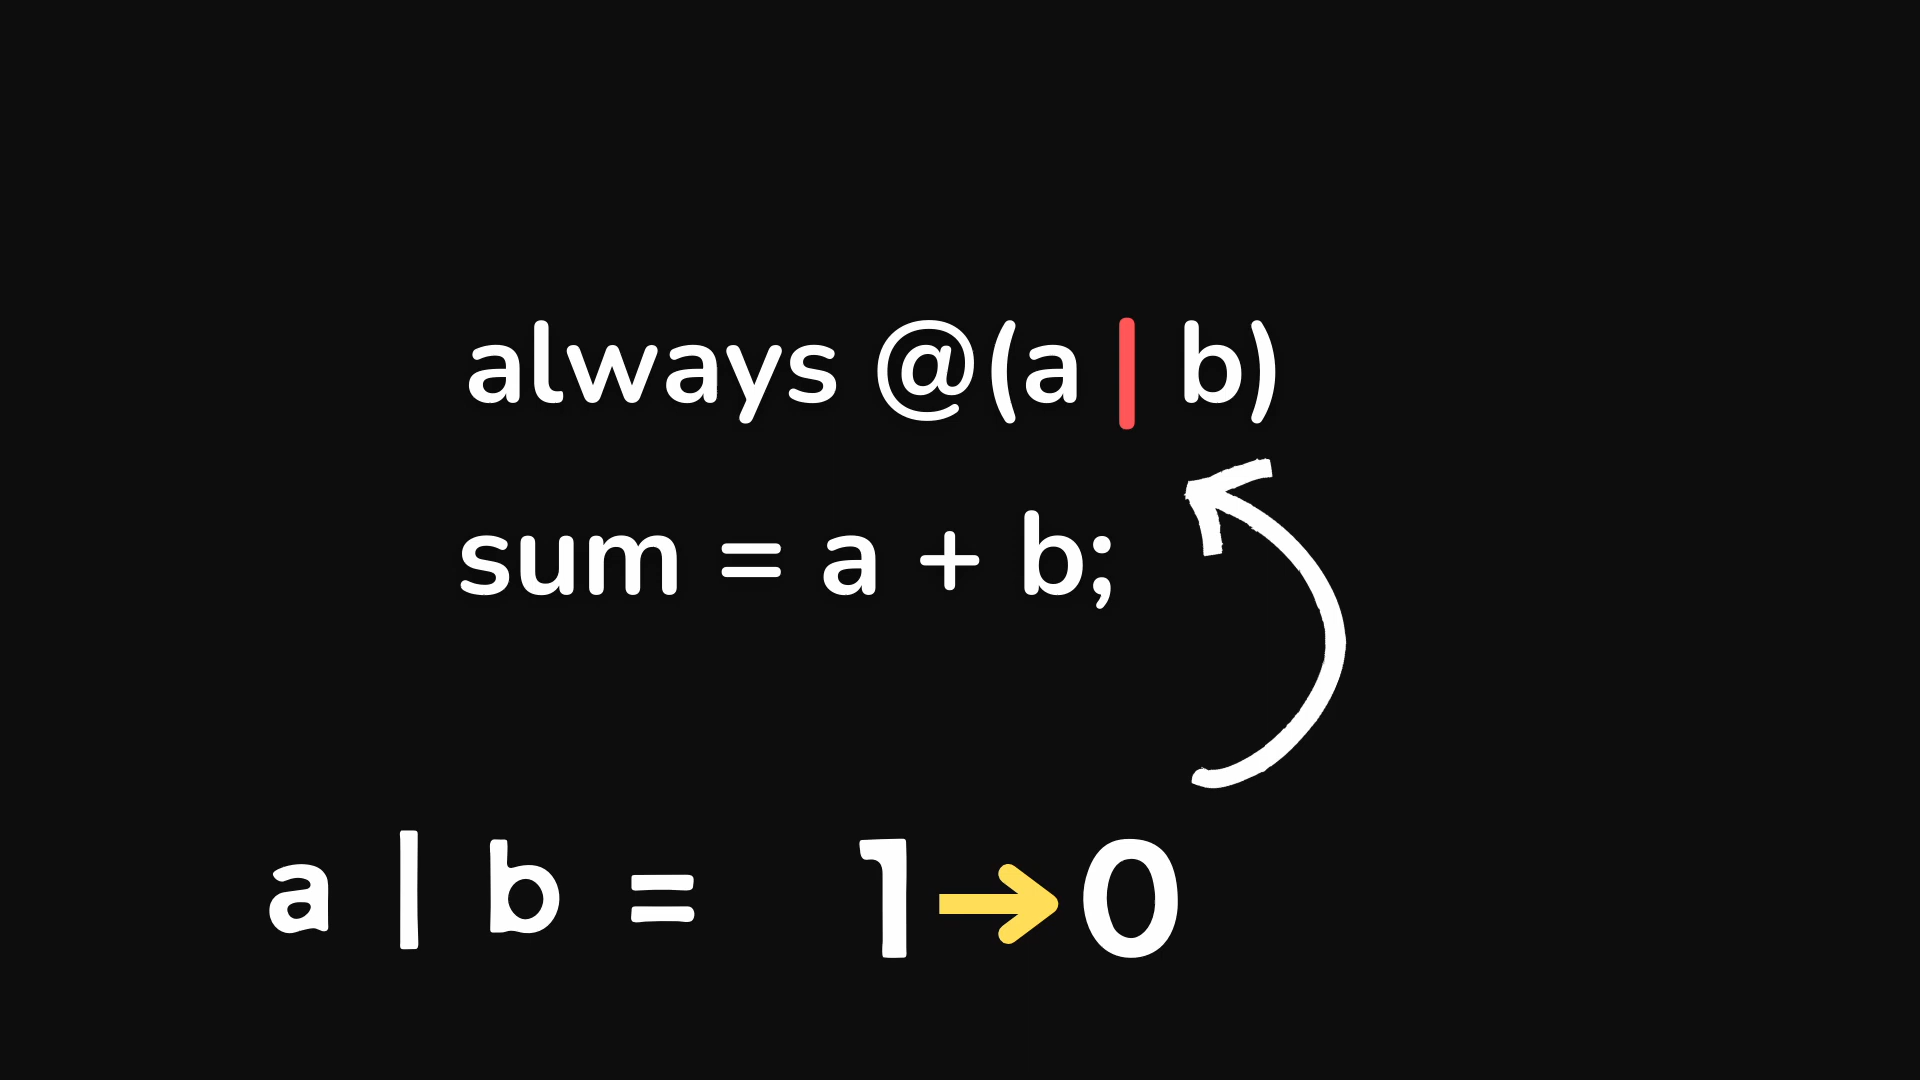 always @(a | b)
sum = a + b;
a | b = 1→0